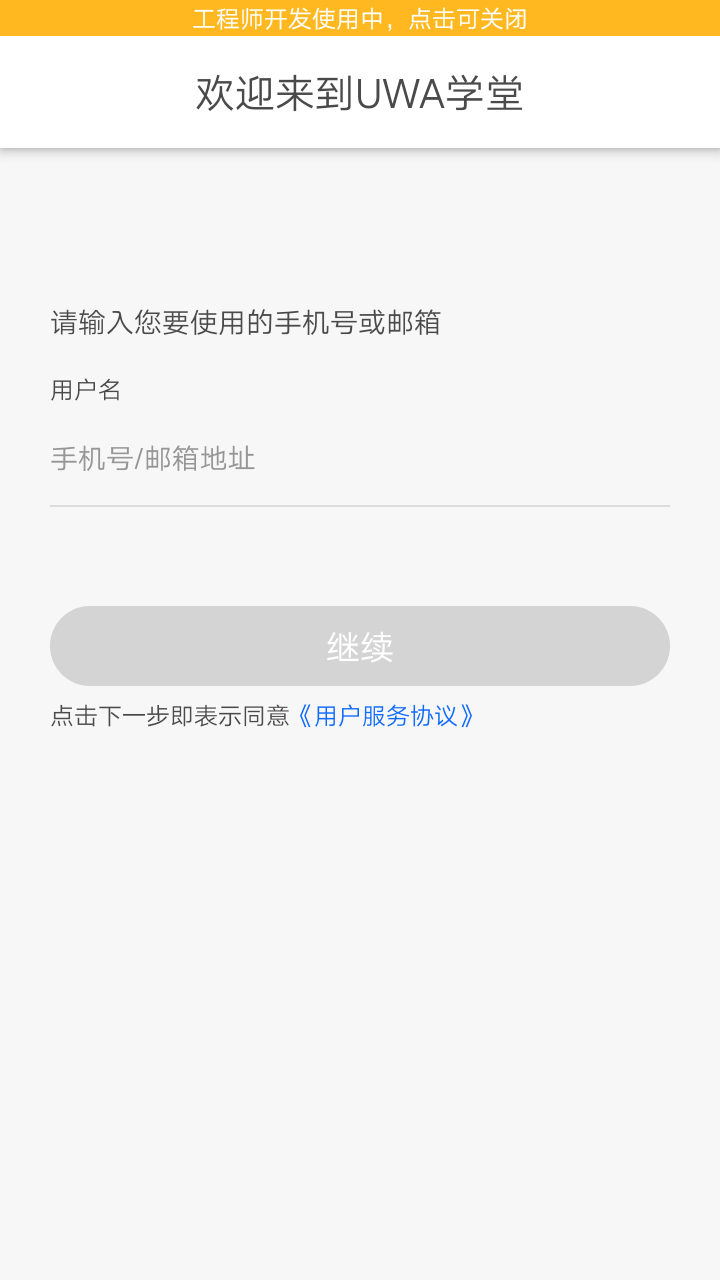 工程师开发使用中，点击可关闭
欢迎来到UWA学堂
请输入您要使用的手机号或邮箱
用户名
手机号/邮箱地址
继续
点击下一步即表示同意《用户服务协议》